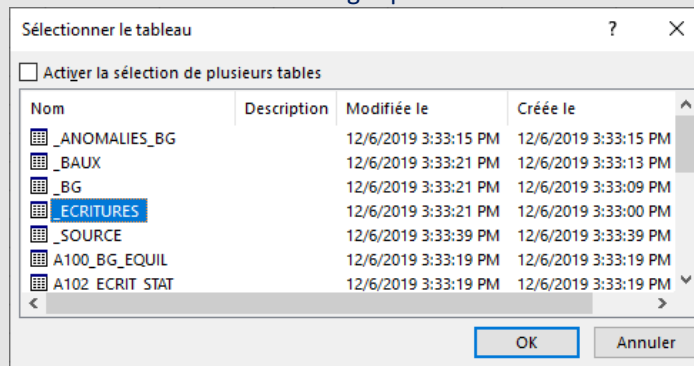 Sélectionner le tableau ? ×
Activer la sélection de plusieurs tables
Nom Description Modifiée le Créée le
_ANOMALIES_BG 12/6/2019 3:33:15 PM 12/6/2019 3:33:15 PM
_BAUX 12/6/2019 3:33:21 PM 12/6/2019 3:33:13 PM
_BG 12/6/2019 3:33:21 PM 12/6/2019 3:33:09 PM
_ECRITURES 12/6/2019 3:33:21 PM 12/6/2019 3:33:00 PM
_SOURCE 12/6/2019 3:33:39 PM 12/6/2019 3:33:39 PM
A100_BG_EQUIL 12/6/2019 3:33:19 PM 12/6/2019 3:33:19 PM
A102_ECRIT_STAT 12/6/2019 3:33:19 PM 12/6/2019 3:33:19 PM
OK Annuler